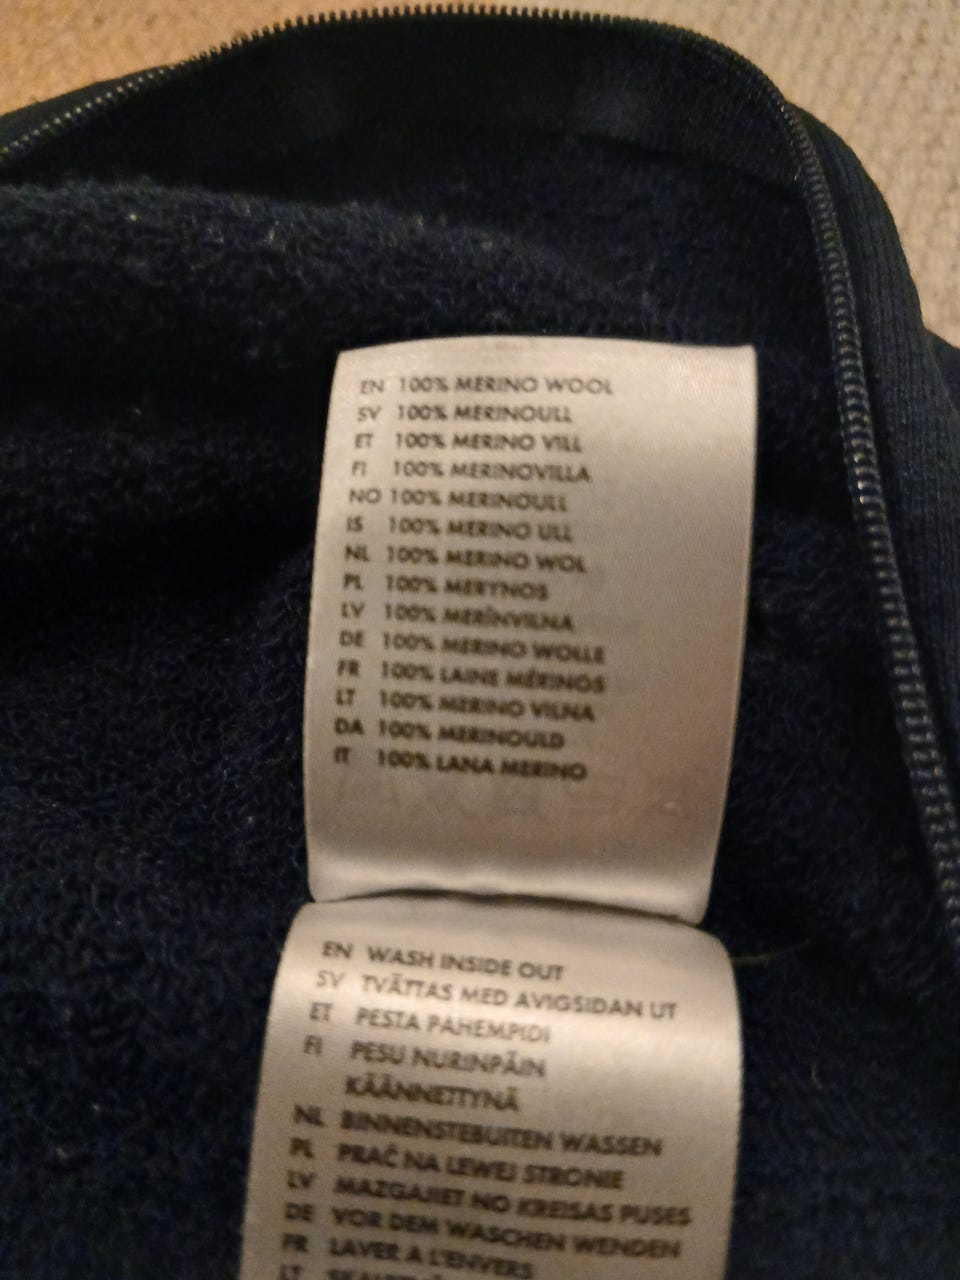 EN 100% MERINO WOOL
SV 100% MERINOULL
ET 100% MERINO VILL
FI 100% MERINOVILLA
NO 100% MERINOULL
IS 100% MERINO ULL
NL 100% MERINO WOL
PL 100% MERYNOS
LV 100% MERĪNVILNA
DE 100% MERINO WOLLE
FR 100% LAINE MÉRINOS
LT 100% MERINO VILNA
DA 100% MERINOULD
IT 100% LANA MERINO
EN WASH INSIDE OUT
SV TVÄTTAS MED AVIGSIDAN UT
ET PESTA PAHEMPIDI
FI PESU NURINPÄIN
KÄÄNNETTYNÄ
NL BINNENSTEBUITEN WASSEN
PL PRAĆ NA LEWEJ STRONIE
LV MAZGAJIET NO KREISAS PUSES
DE VOR DEM WASCHEN WENDEN
FR LAVER A L'ENVERS
LT